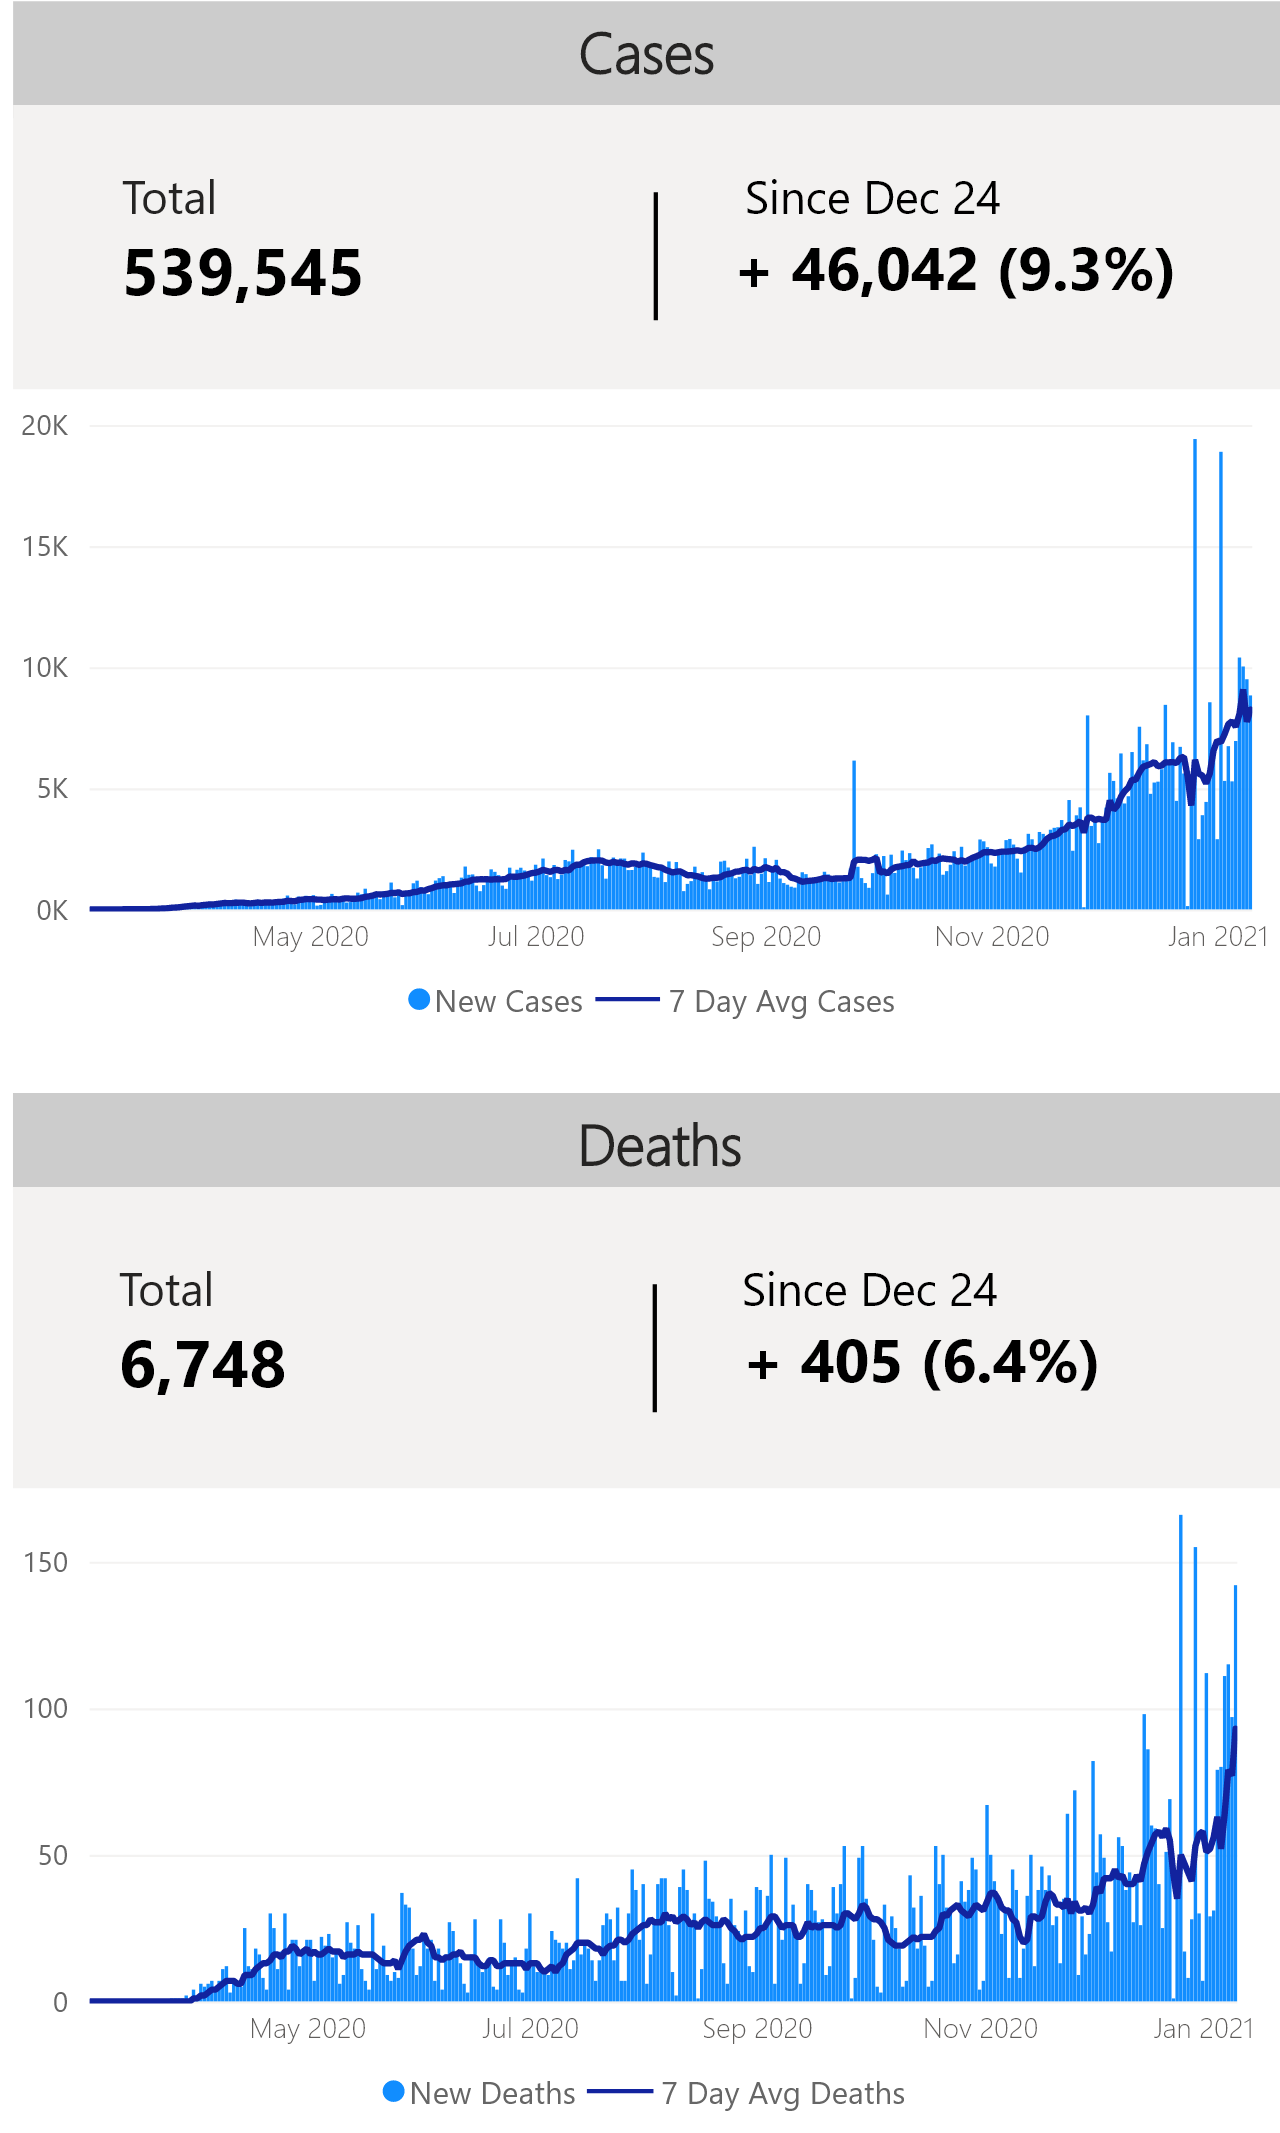 Cases
Total
Since Dec 24
539,545
+ 46,042 (9.3%)
20K
15K
10K
5K
0K
May 2020
Jul 2020
Sep 2020
Nov 2020
Jan 2021
New Cases
7 Day Avg Cases
Deaths
Total
Since Dec 24
6,748
+ 405 (6.4%)
150
100
50
0
May 2020
Jul 2020
Sep 2020
Nov 2020
Jan 2021
New Deaths
7 Day Avg Deaths